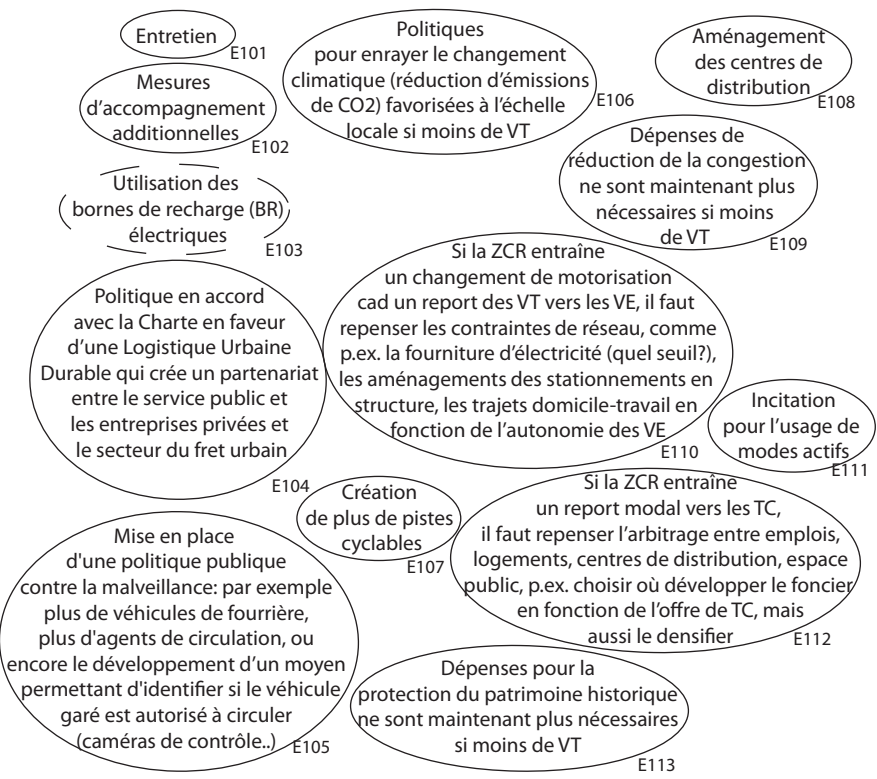 Entretien
E101
Mesures
d'accompagnement
additionnelles
E102
Utilisation des
bornes de recharge (BR)
électriques
E103
Politique en accord
avec la Charte en faveur
d'une Logistique Urbaine
Durable qui crée un partenariat
entre le service public et
les entreprises privées et
le secteur du fret urbain
E104
Mise en place
d'une politique publique
contre la malveillance: par exemple
plus de véhicules de fourrière,
plus d'agents de circulation, ou
encore le développement d'un moyen
permettant d'identifier si le véhicule
garé est autorisé à circuler
(caméras de contrôle..)
E105
Politiques
pour enrayer le changement
climatique (réduction d'émissions
de CO2) favorisées à l'échelle
locale si moins de VT
E106
Création
de plus de pistes
cyclables
E107
Aménagement
des centres de
distribution
E108
Dépenses de
réduction de la congestion
ne sont maintenant plus
nécessaires si moins
de VT
E109
Si la ZCR entraîne
un changement de motorisation
cad un report des VT vers les VE, il faut
repenser les contraintes de réseau, comme
p.ex. la fourniture d'électricité (quel seuil?),
les aménagements des stationnements en
structure, les trajets domicile-travail en
fonction de l'autonomie des VE
E110
Incitation
pour l'usage de
modes actifs
E111
Si la ZCR entraîne
un report modal vers les TC,
il faut repenser l'arbitrage entre emplois,
logements, centres de distribution, espace
public, p.ex. choisir où développer le foncier
en fonction de l'offre de TC, mais
aussi le densifier
E112
Dépenses pour la
protection du patrimoine historique
ne sont maintenant plus nécessaires
si moins de VT
E113